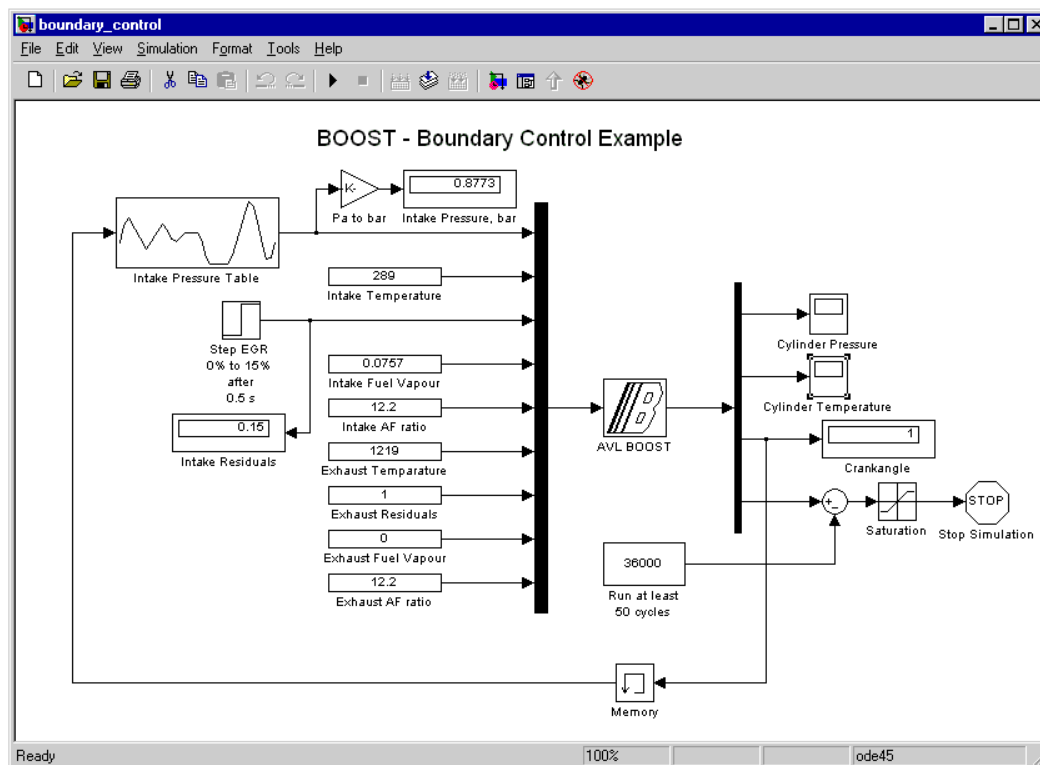 boundary_control
File Edit View Simulation Format Tools Help
BOOST - Boundary Control Example
K-
Pa to bar
0.8773
Intake Pressure, bar
Intake Pressure Table
289
Intake Temperature
Step EGR
0% to 15%
after
0.5 s
0.0757
Intake Fuel Vapour
12.2
Intake AF ratio
0.15
Intake Residuals
1219
Exhaust Temparature
1
Exhaust Residuals
0
Exhaust Fuel Vapour
12.2
Exhaust AF ratio
AVL BOOST
Cylinder Pressure
Cylinder Temperature
1
Crankangle
Saturation
STOP
Stop Simulation
36000
Run at least
50 cycles
Memory
Ready 100% ode45